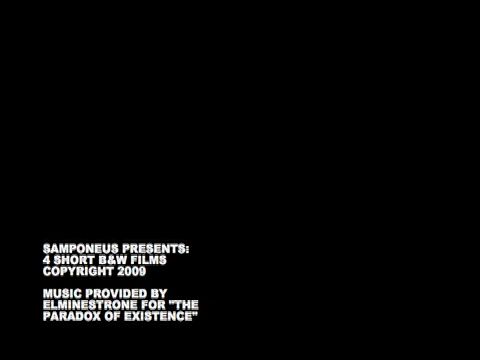 SAMPONEUS PRESENTS:
4 SHORT B&W FILMS
COPYRIGHT 2009
MUSIC PROVIDED BY
ELMINESTRONE FOR "THE
PARADOX OF EXISTENCE"